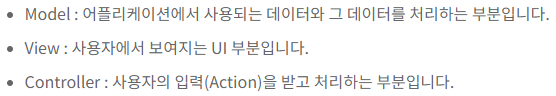 • Model : 어플리케이션에서 사용되는 데이터와 그 데이터를 처리하는 부분입니다.
• View : 사용자에서 보여지는 UI 부분입니다.
• Controller : 사용자의 입력(Action)을 받고 처리하는 부분입니다.